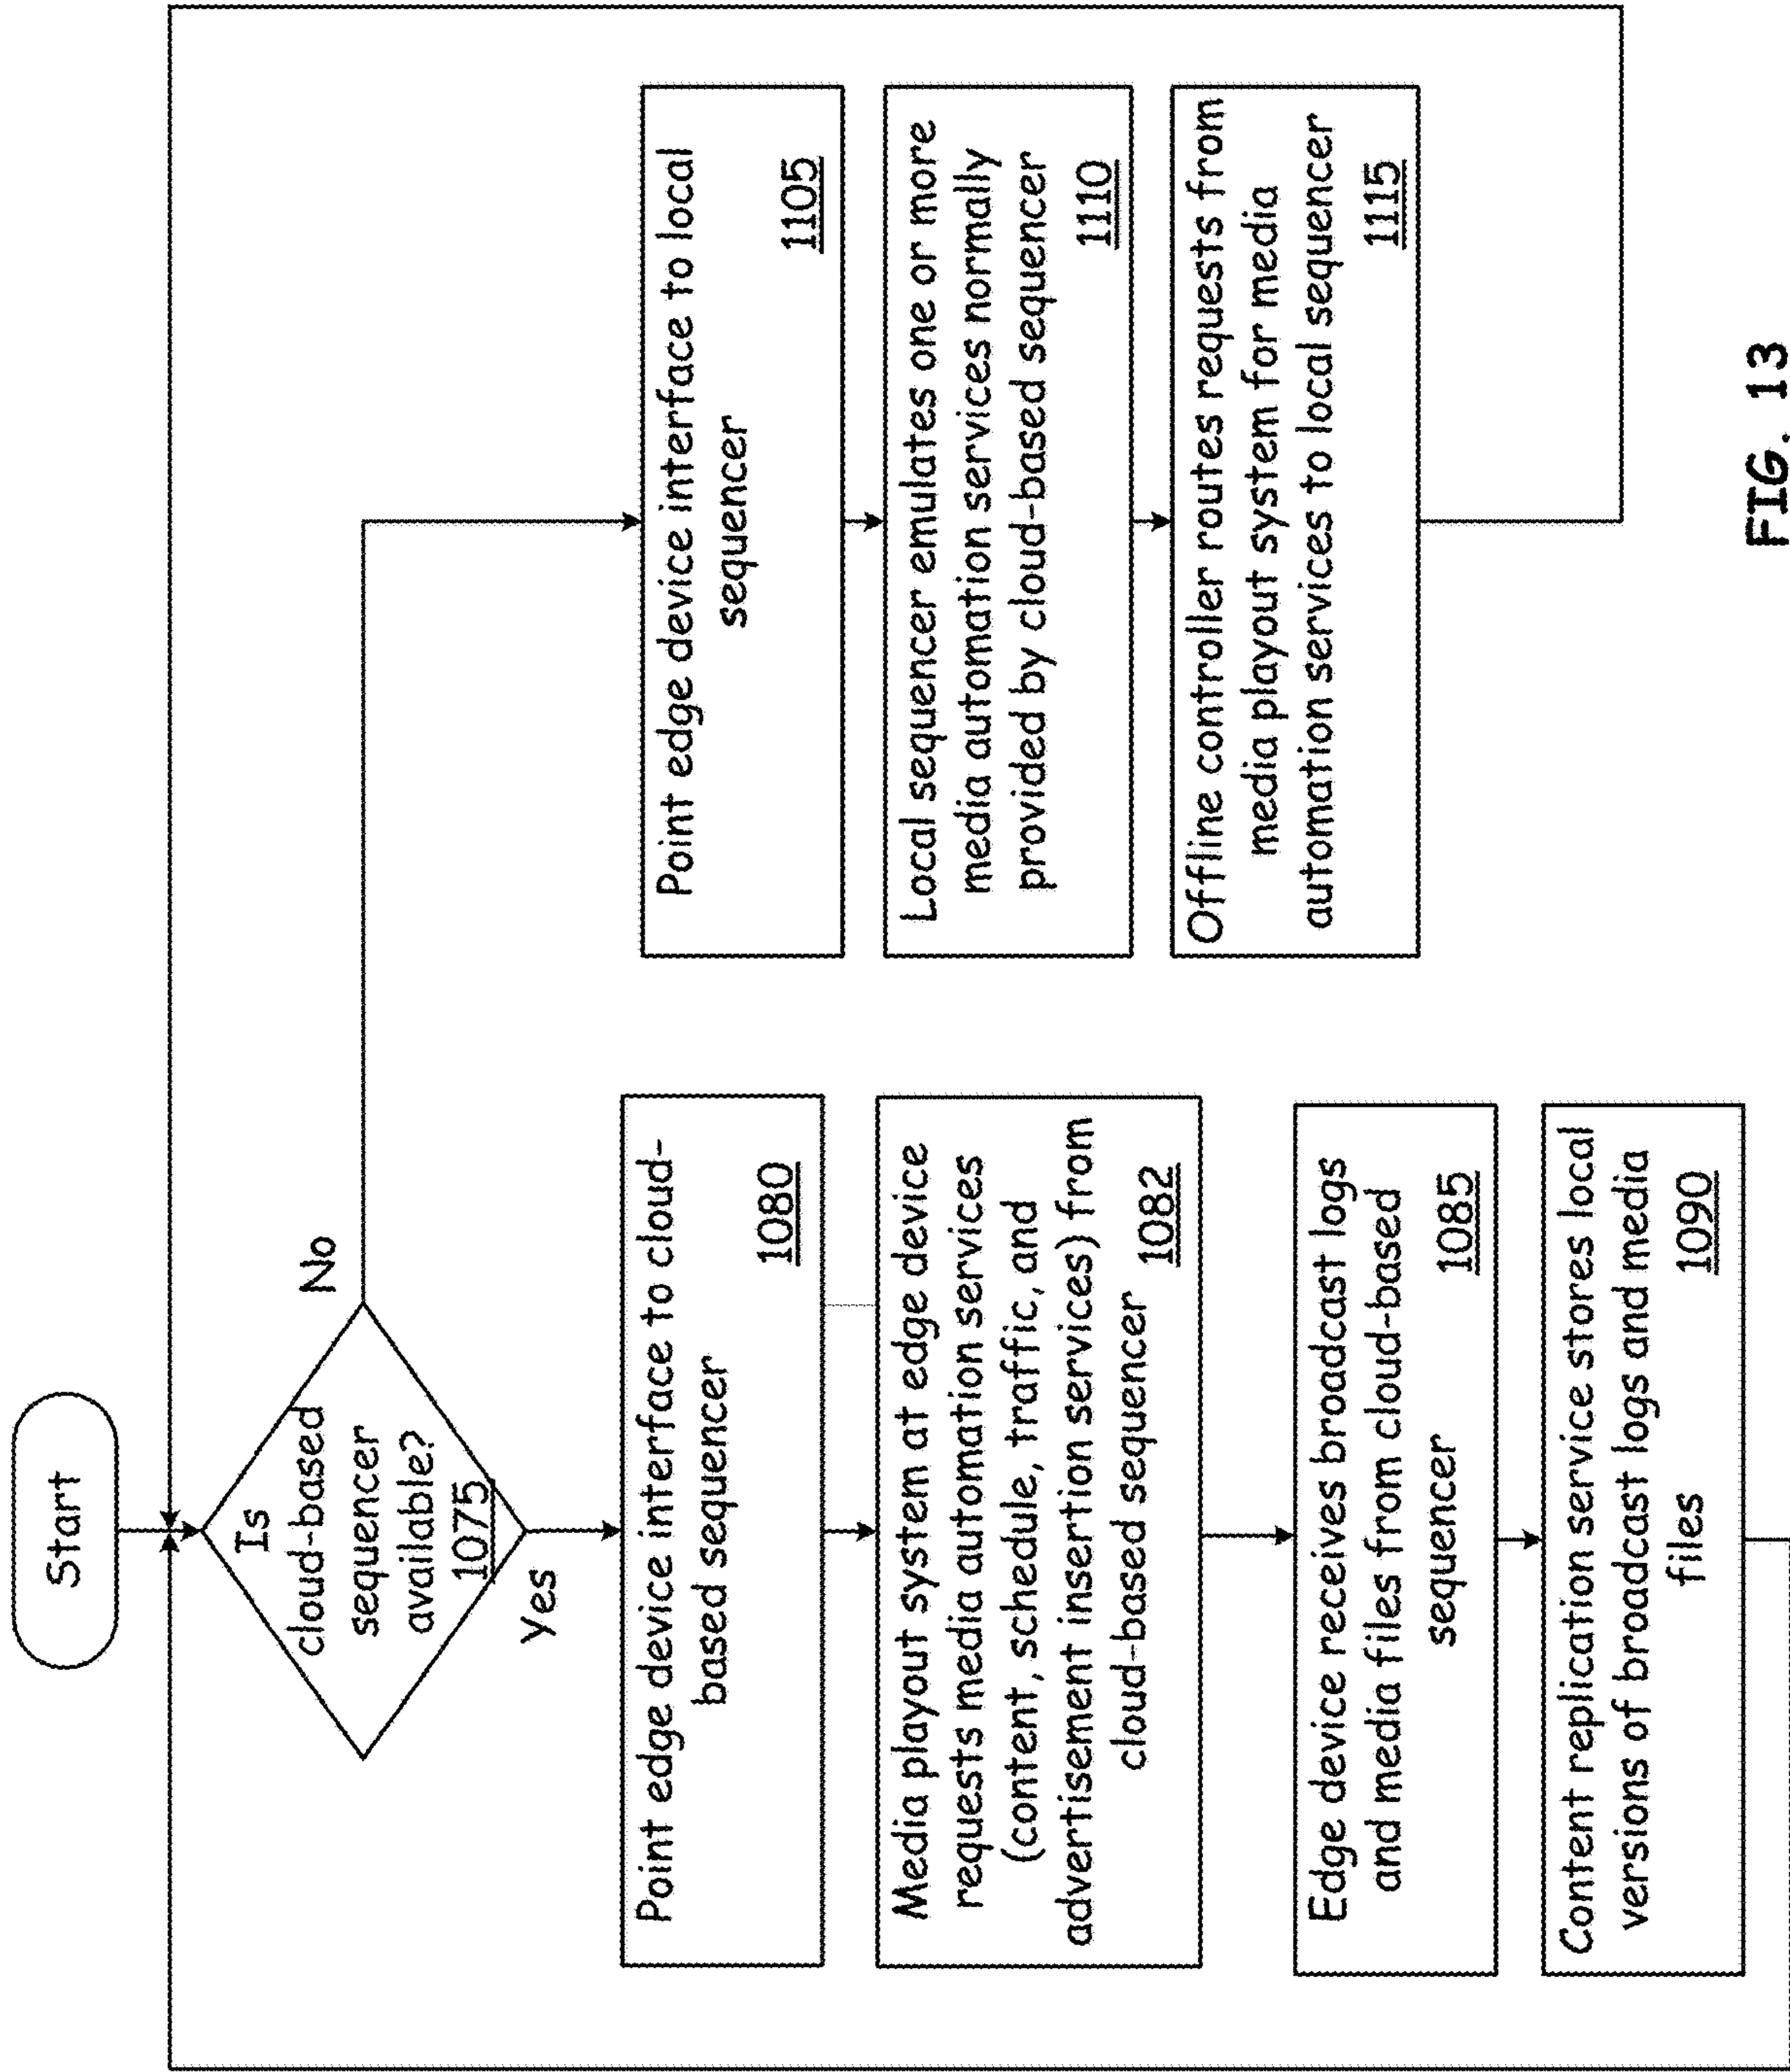 Start
Is
cloud-based
sequencer
available?
1075
No
Yes
Point edge device interface to cloud-
based sequencer
1080
Media playout system at edge device
requests media automation services
(content, schedule, traffic, and
advertisement insertion services) from
cloud-based sequencer
1082
Edge device receives broadcast logs
and media files from cloud-based
sequencer
1085
Content replication service stores local
versions of broadcast logs and media
files
1090
Point edge device interface to local
sequencer
1105
Local sequencer emulates one or more
media automation services normally
provided by cloud-based sequencer
1110
Offline controller routes requests from
media playout system for media
automation services to local sequencer
1115
FIG. 13